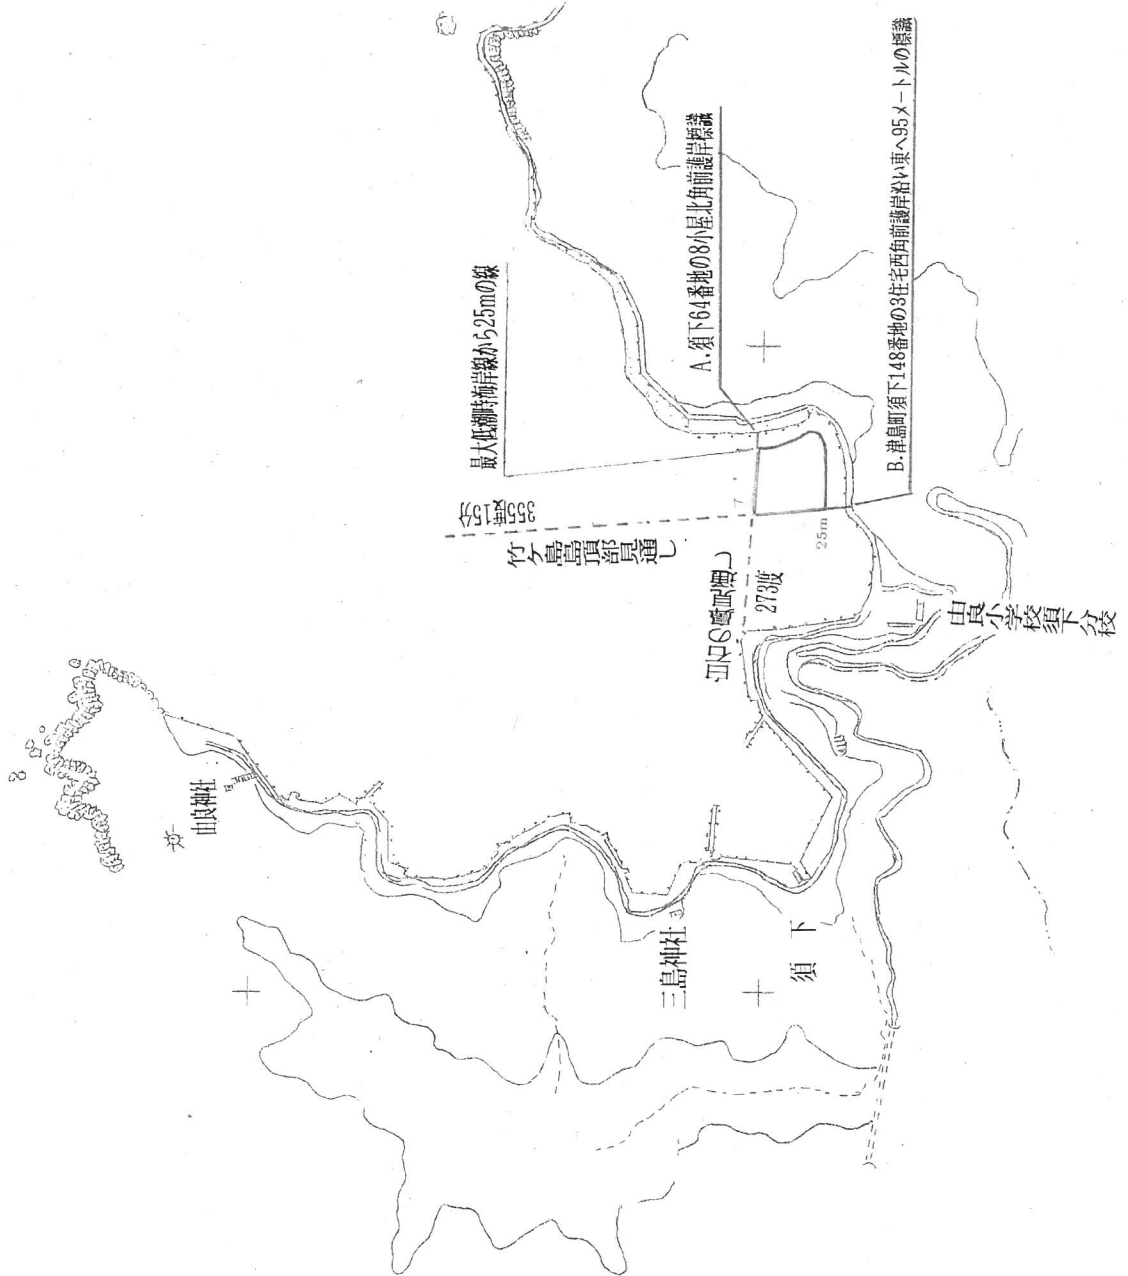 最大低潮時海岸線から25mの線
A.須下64番地の8小屋北角前護岸標識
B.津島町須下148番地の3住宅西角前護岸沿い東へ95メートルの標識
355度15分
竹ケ島島頂部見通し
273度
25m
由良小学校須下分校
由良神社
三島神社
須下